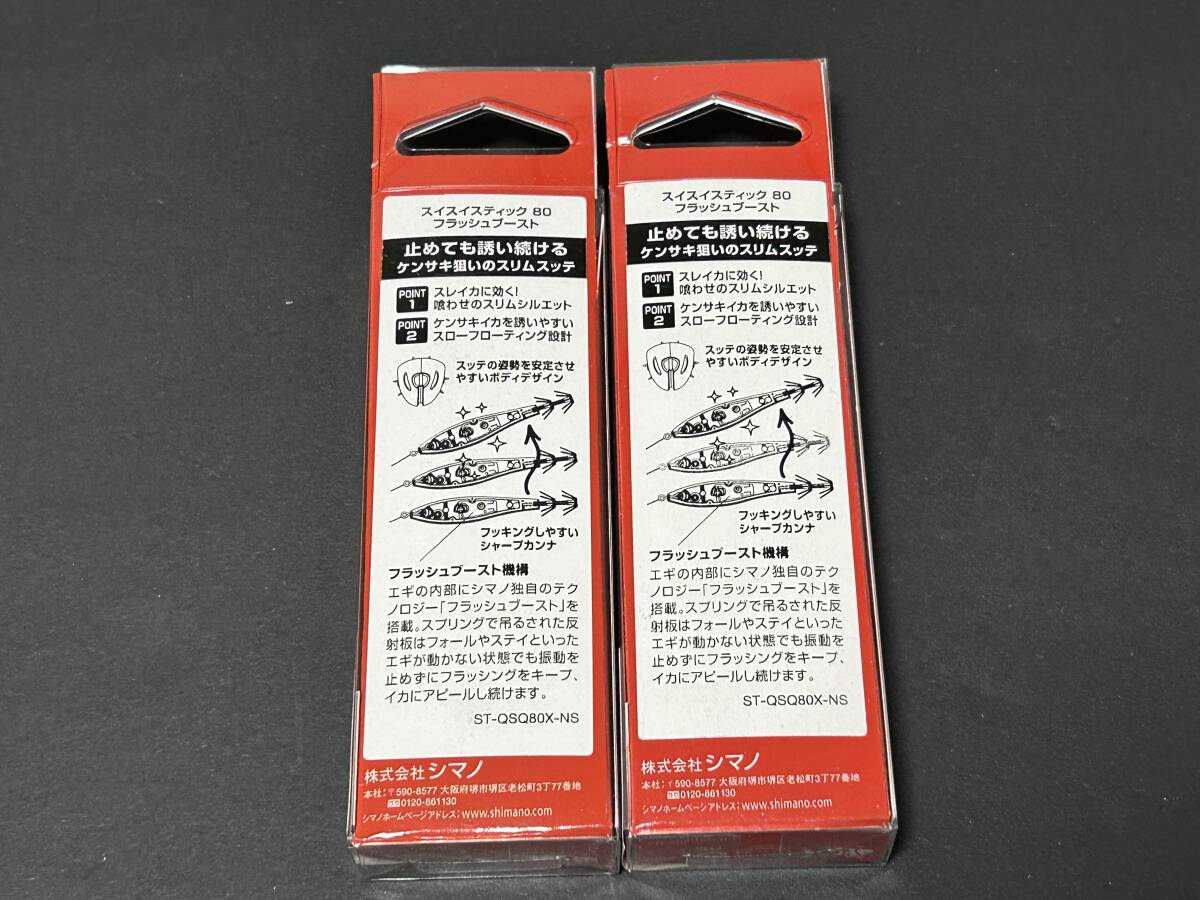 スイスイスティック 80
フラッシュブースト
止めても誘い続ける
ケンサキ狙いのスリムスッテ
POINT 1
スレイカに効く!
喰わせのスリムシルエット
POINT 2
ケンサキイカを誘いやすい
スローフローティング設計
スッテの姿勢を安定させ
やすいボディデザイン
フッキングしやすい
シャープカンナ
フラッシュブースト機構
エギの内部にシマノ独自のテク
ノロジー「フラッシュブースト」を
搭載。スプリングで吊るされた反
射板はフォールやステイといった
エギが動かない状態でも振動を
止めずにフラッシングをキープ、
イカにアピールし続けます。
ST-QSQ80X-NS
株式会社シマノ
本社:〒590-8577 大阪府堺市堺区老松町3丁77番地
0120-861130
シマノホームページアドレス:www.shimano.com
スイスイスティック 80
フラッシュブースト
止めても誘い続ける
ケンサキ狙いのスリムスッテ
POINT 1
スレイカに効く!
喰わせのスリムシルエット
POINT 2
ケンサキイカを誘いやすい
スローフローティング設計
スッテの姿勢を安定させ
やすいボディデザイン
フッキングしやすい
シャープカンナ
フラッシュブースト機構
エギの内部にシマノ独自のテク
ノロジー「フラッシュブースト」を
搭載。スプリングで吊るされた反
射板はフォールやステイといった
エギが動かない状態でも振動を
止めずにフラッシングをキープ、
イカにアピールし続けます。
ST-QSQ80X-NS
株式会社シマノ
本社:〒590-8577 大阪府堺市堺区老松町3丁77番地
0120-861130
シマノホームページアドレス:www.shimano.com